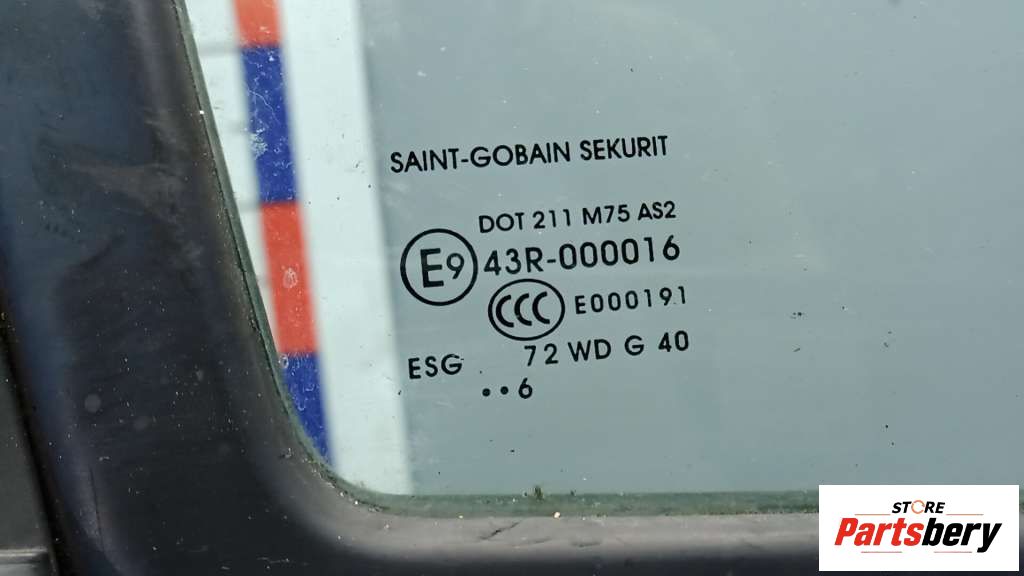 SAINT-GOBAIN SEKURIT
DOT 211 M75 AS2
E9 43R-000016
CCC E000191
ESG 72 WD G 40
••6
STORE
Partsbery